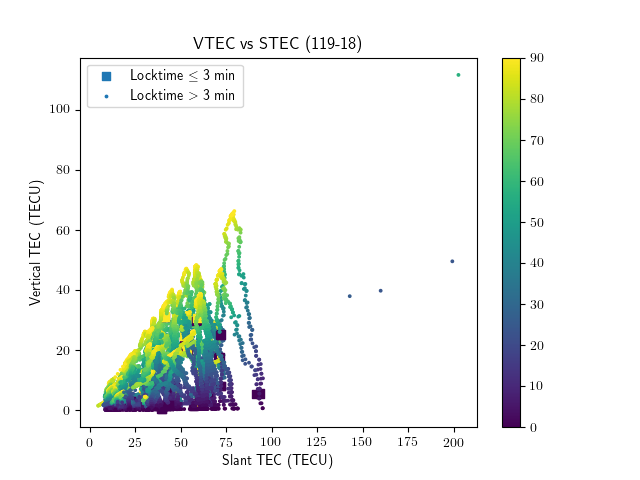 VTEC vs STEC (119-18)
Locktime ≤ 3 min
Locktime > 3 min
Vertical TEC (TECU)
100
80
60
40
20
0
0 25 50 75 100 125 150 175 200
Slant TEC (TECU)
90
80
70
60
50
40
30
20
10
0